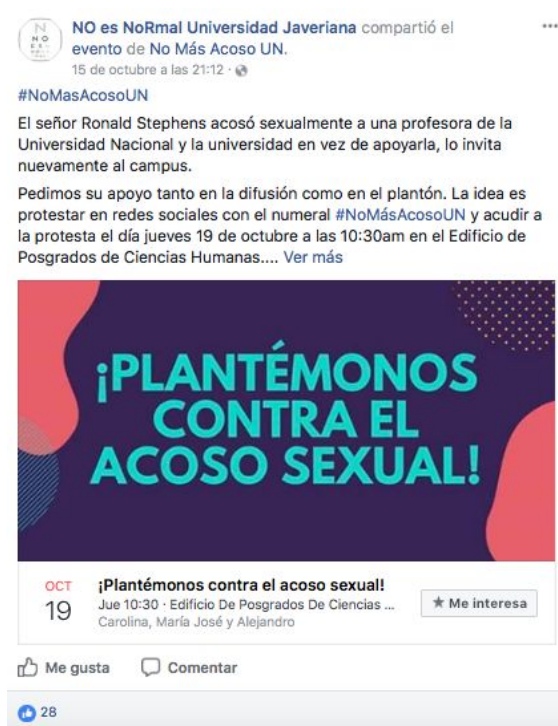 NO es NoRmal Universidad Javeriana compartió el
evento de No Más Acoso UN.
15 de octubre a las 21:12 ·
#NoMasAcosoUN
El señor Ronald Stephens acosó sexualmente a una profesora de la
Universidad Nacional y la universidad en vez de apoyarla, lo invita
nuevamente al campus.
Pedimos su apoyo tanto en la difusión como en el plantón. La idea es
protestar en redes sociales con el numeral #NoMásAcosoUN y acudir a
la protesta el día jueves 19 de octubre a las 10:30am en el Edificio de
Posgrados de Ciencias Humanas.... Ver más
¡PLANTÉMONOS
CONTRA EL
ACOSO SEXUAL!
OCT
19
¡Plantémonos contra el acoso sexual!
Jue 10:30 · Edificio De Posgrados De Ciencias ...
Carolina, María José y Alejandro
★ Me interesa
Me gusta
Comentar
28